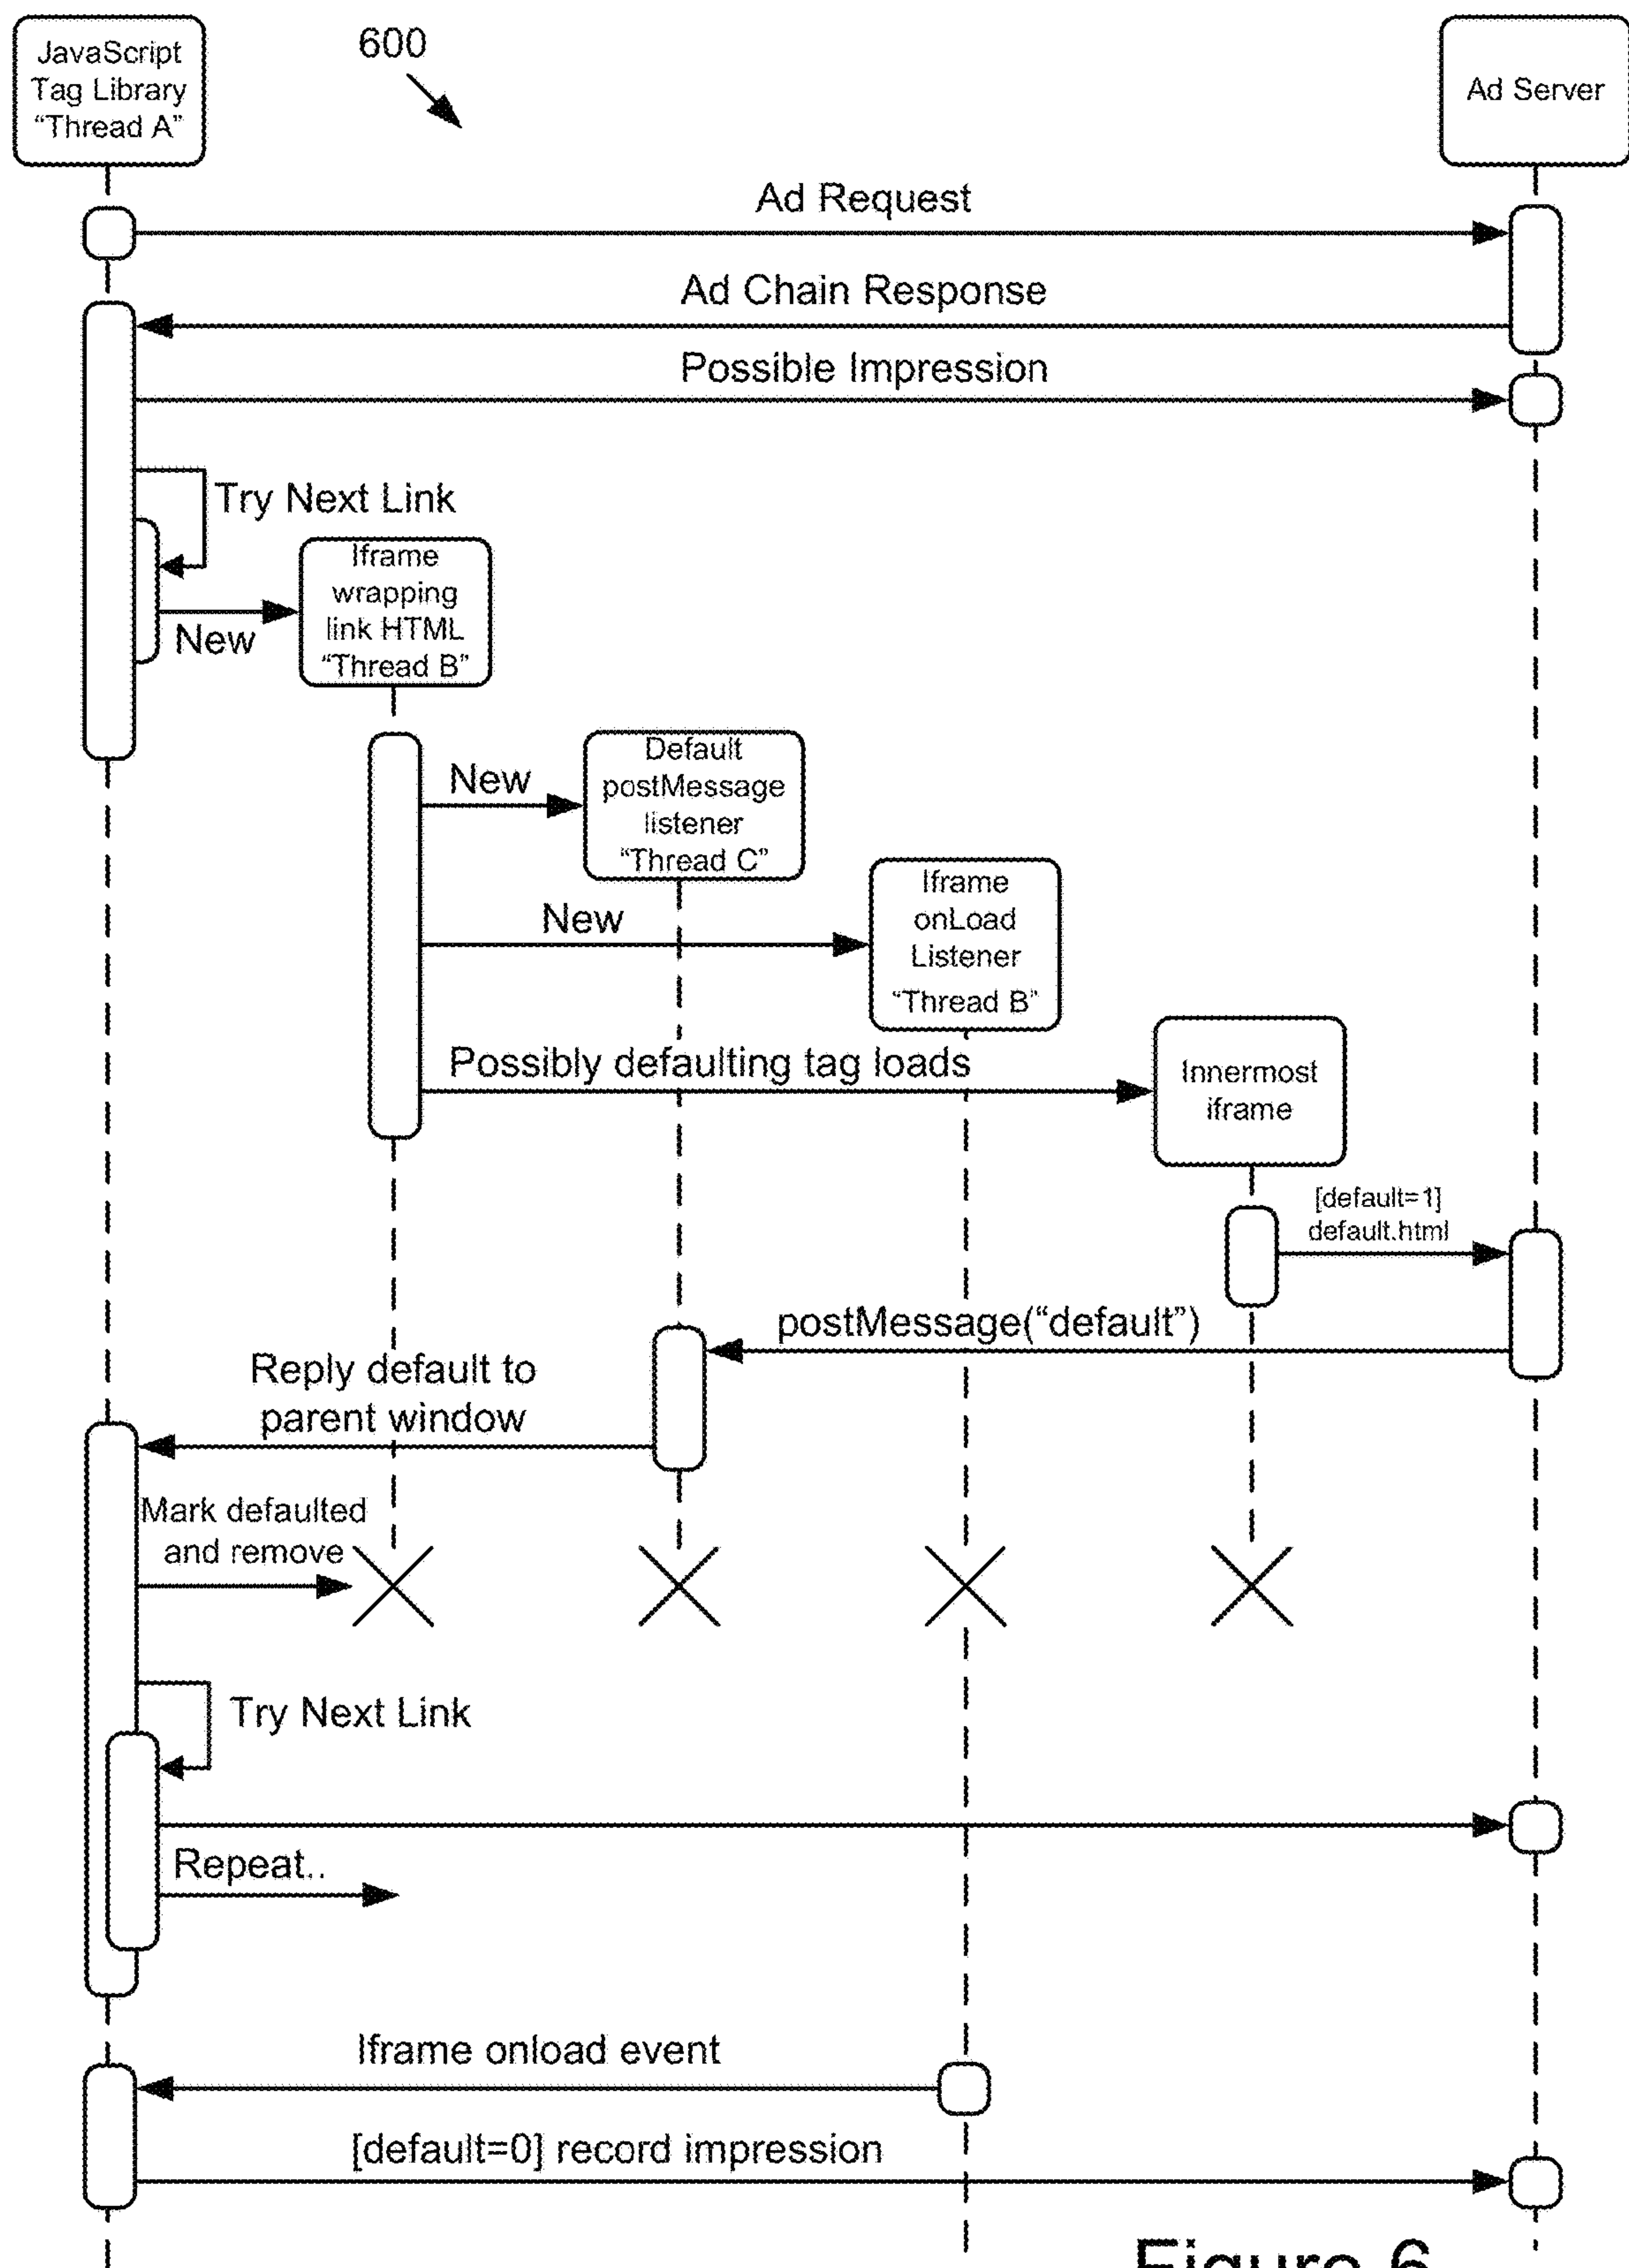 JavaScript
Tag Library
“Thread A”
600
Ad Server
Ad Request
Ad Chain Response
Possible Impression
Try Next Link
Iframe
wrapping
link HTML
“Thread B”
New
Default
postMessage
listener
“Thread C”
New
Iframe
onLoad
Listener
“Thread B”
New
Possibly defaulting tag loads
Innermost
iframe
[default=1]
default.html
postMessage(“default”)
Reply default to
parent window
Mark defaulted
and remove
Try Next Link
Repeat..
Iframe onload event
[default=0] record impression
Figure 6